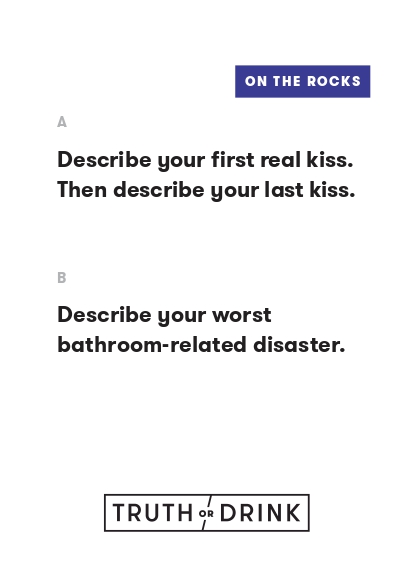 ON THE ROCKS
A
Describe your first real kiss.
Then describe your last kiss.
B
Describe your worst
bathroom-related disaster.
TRUTH OR DRINK